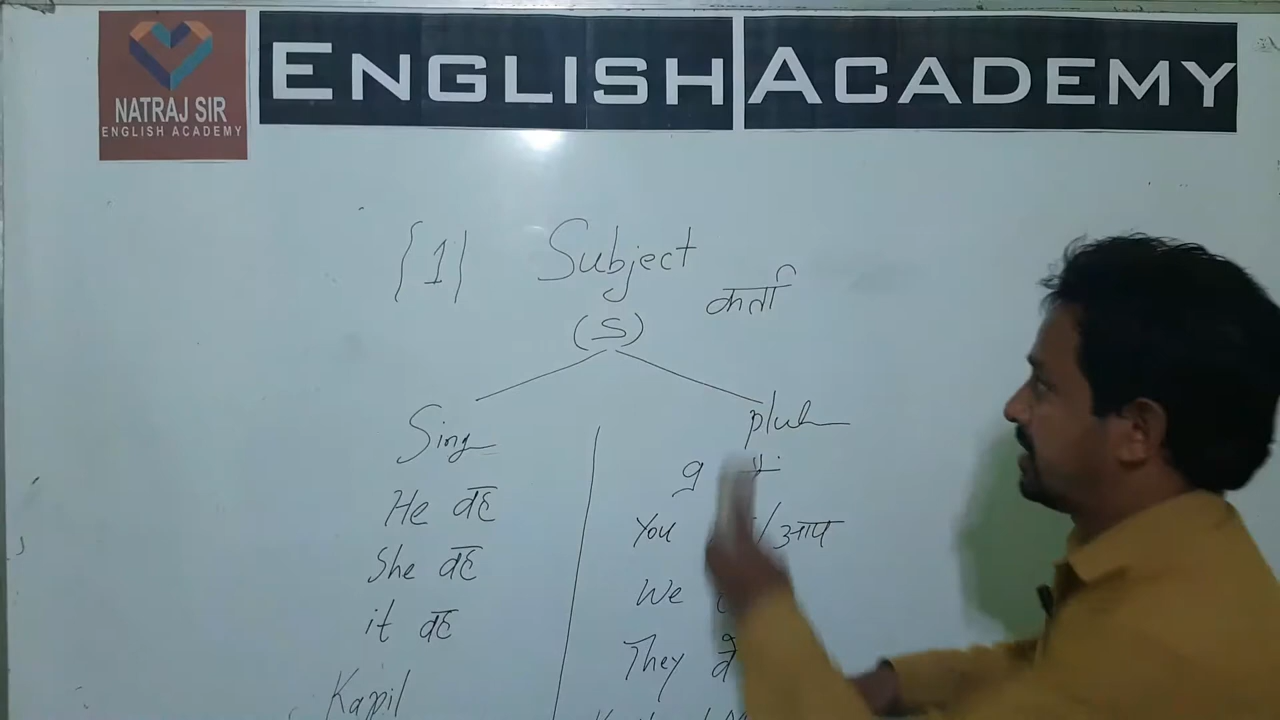 NATRAJ SIR
ENGLISH ACADEMY
ENGLISH ACADEMY
[1] Subject
कर्ता
(S)
Sing
He वह
She वह
it वह
Kapil
You /आप
We
They वे